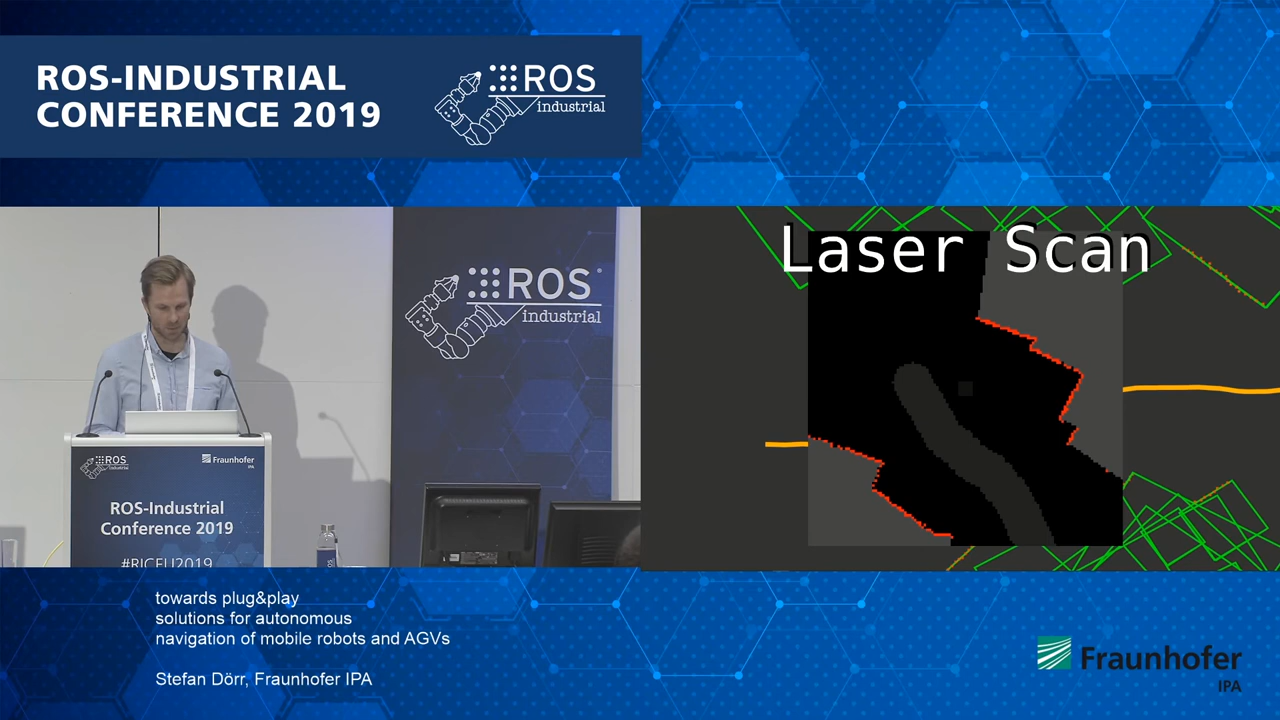 ROS-INDUSTRIAL
CONFERENCE 2019
ROS
industrial
Laser Scan
ROS
industrial
ROS
Industrial
Fraunhofer
IPA
ROS-Industrial
Conference 2019
#RICEU2019
towards plug&play
solutions for autonomous
navigation of mobile robots and AGVs
Stefan Dörr, Fraunhofer IPA
Fraunhofer
IPA